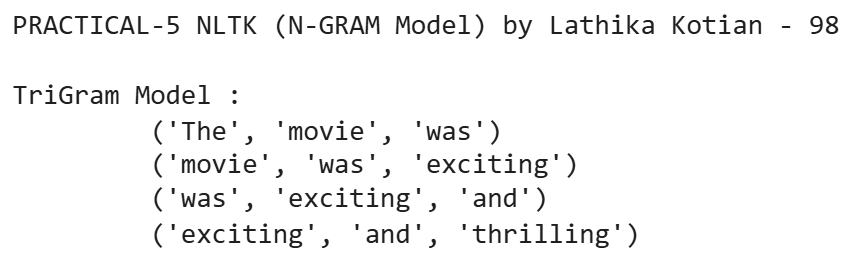 PRACTICAL-5 NLTK (N-GRAM Model) by Lathika Kotian - 98
TriGram Model :
('The', 'movie', 'was')
('movie', 'was', 'exciting')
('was', 'exciting', 'and')
('exciting', 'and', 'thrilling')